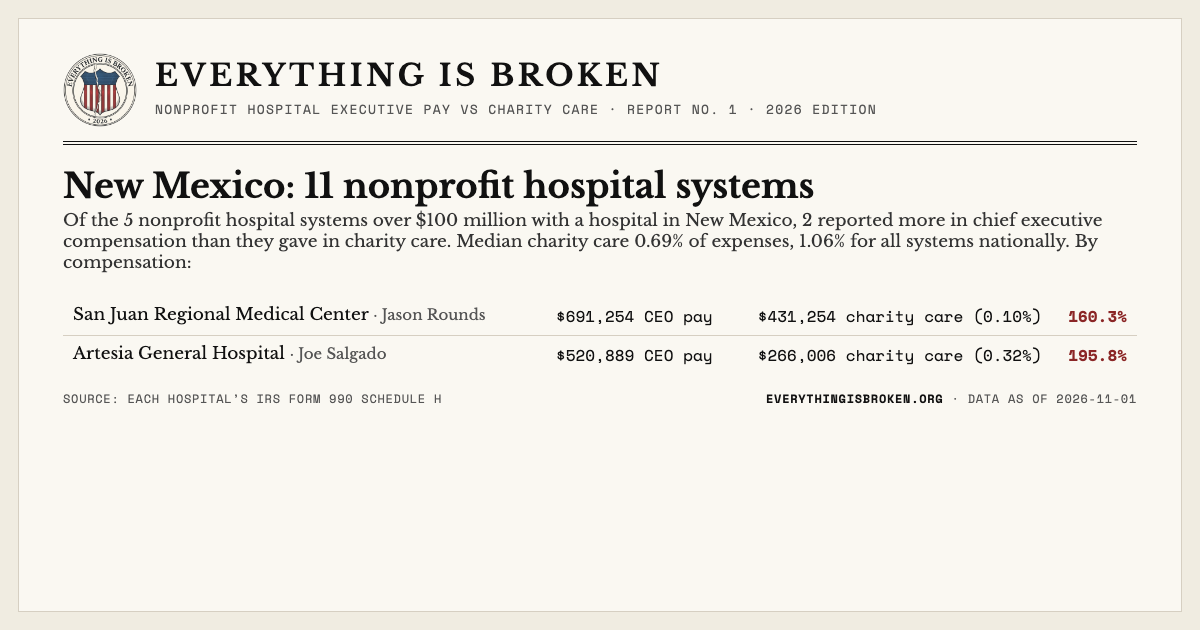 EVERYTHING IS BROKEN
· 2026 ·
EVERYTHING IS BROKEN
NONPROFIT HOSPITAL EXECUTIVE PAY VS CHARITY CARE · REPORT NO. 1 · 2026 EDITION
New Mexico: 11 nonprofit hospital systems
Of the 5 nonprofit hospital systems over $100 million with a hospital in New Mexico, 2 reported more in chief executive
compensation than they gave in charity care. Median charity care 0.69% of expenses, 1.06% for all systems nationally. By
compensation:
San Juan Regional Medical Center · Jason Rounds $691,254 CEO pay $431,254 charity care (0.10%) 160.3%
Artesia General Hospital · Joe Salgado $520,889 CEO pay $266,006 charity care (0.32%) 195.8%
SOURCE: EACH HOSPITAL'S IRS FORM 990 SCHEDULE H EVERYTHINGISBROKEN.ORG · DATA AS OF 2026-11-01